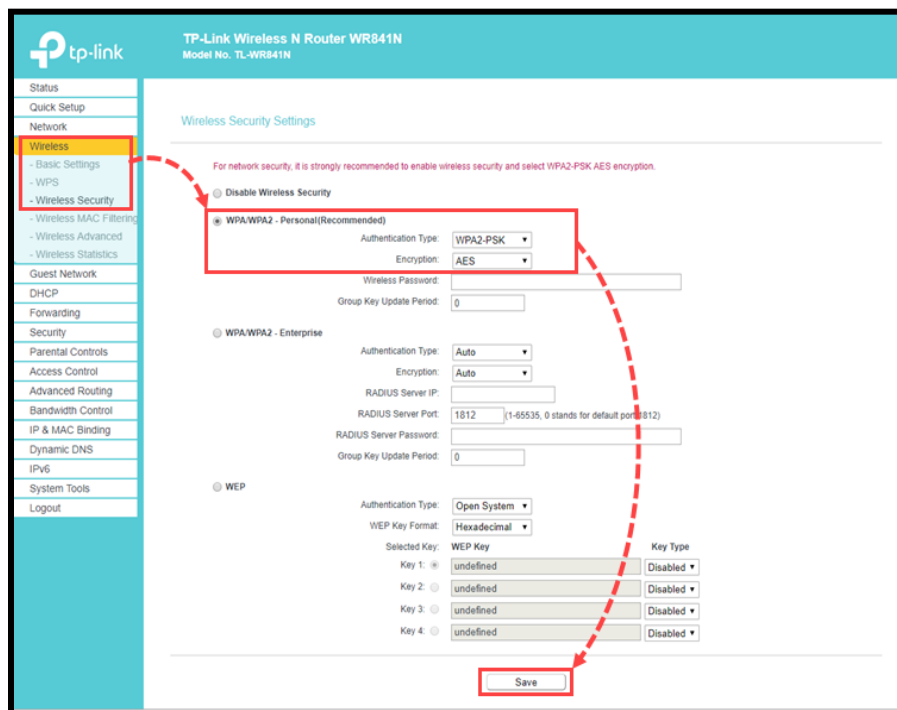 tp-link
TP-Link Wireless N Router WR841N
Model No. TL-WR841N
Status
Quick Setup
Network
Wireless
- Basic Settings
- WPS
- Wireless Security
- Wireless MAC Filtering
- Wireless Advanced
- Wireless Statistics
Guest Network
DHCP
Forwarding
Security
Parental Controls
Access Control
Advanced Routing
Bandwidth Control
IP & MAC Binding
Dynamic DNS
IPv6
System Tools
Logout
Wireless Security Settings
For network security, it is strongly recommended to enable wireless security and select WPA2-PSK AES encryption.
Disable Wireless Security
WPA/WPA2 - Personal(Recommended)
Authentication Type: WPA2-PSK
Encryption: AES
Wireless Password:
Group Key Update Period: 0
WPA/WPA2 - Enterprise
Authentication Type: Auto
Encryption: Auto
RADIUS Server IP:
RADIUS Server Port: 1812 (1-65535, 0 stands for default port 1812)
RADIUS Server Password:
Group Key Update Period: 0
WEP
Authentication Type: Open System
WEP Key Format: Hexadecimal
Selected Key: WEP Key Key Type
Key 1: undefined Disabled
Key 2: undefined Disabled
Key 3: undefined Disabled
Key 4: undefined Disabled
Save